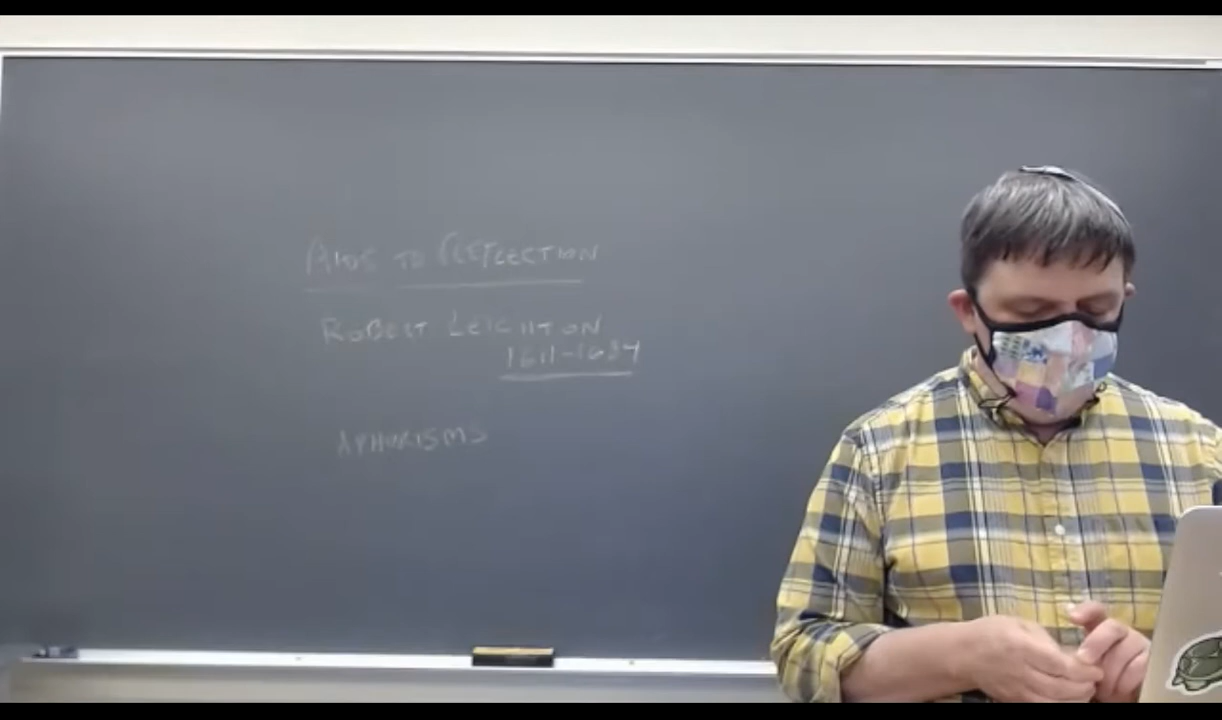 AIDS TO REFLECTION
ROBERT LEIGHTON
1611-1684
APHORISMS